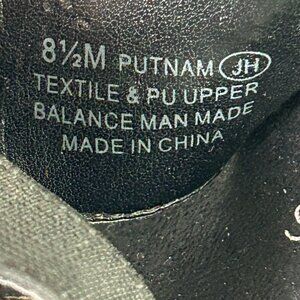 8½M PUTNAM JH
TEXTILE & PU UPPER
BALANCE MAN MADE
MADE IN CHINA